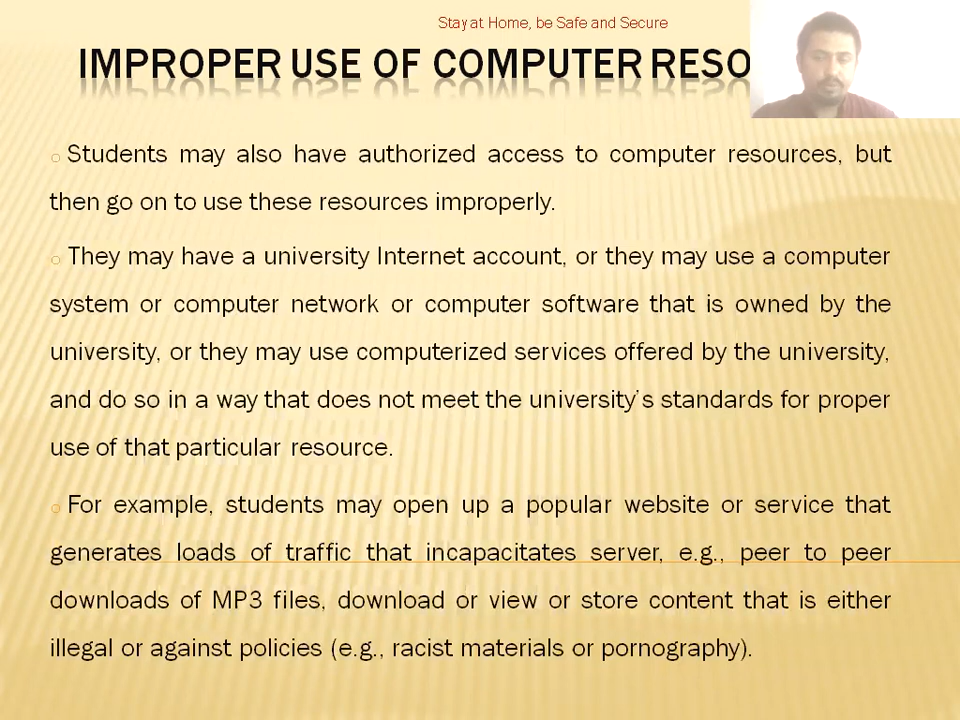 Stay at Home, be Safe and Secure
IMPROPER USE OF COMPUTER
Students may also have authorized access to computer resources, but
then go on to use these resources improperly.
They may have a university Internet account, or they may use a computer
system or computer network or computer software that is owned by the
university, or they may use computerized services offered by the university,
and do so in a way that does not meet the university's standards for proper
use of that particular resource.
For example, students may open up a popular website or service that
generates loads of traffic that incapacitates server, e.g., peer to peer
downloads of MP3 files, download or view or store content that is either
illegal or against policies (e.g., racist materials or pornography).